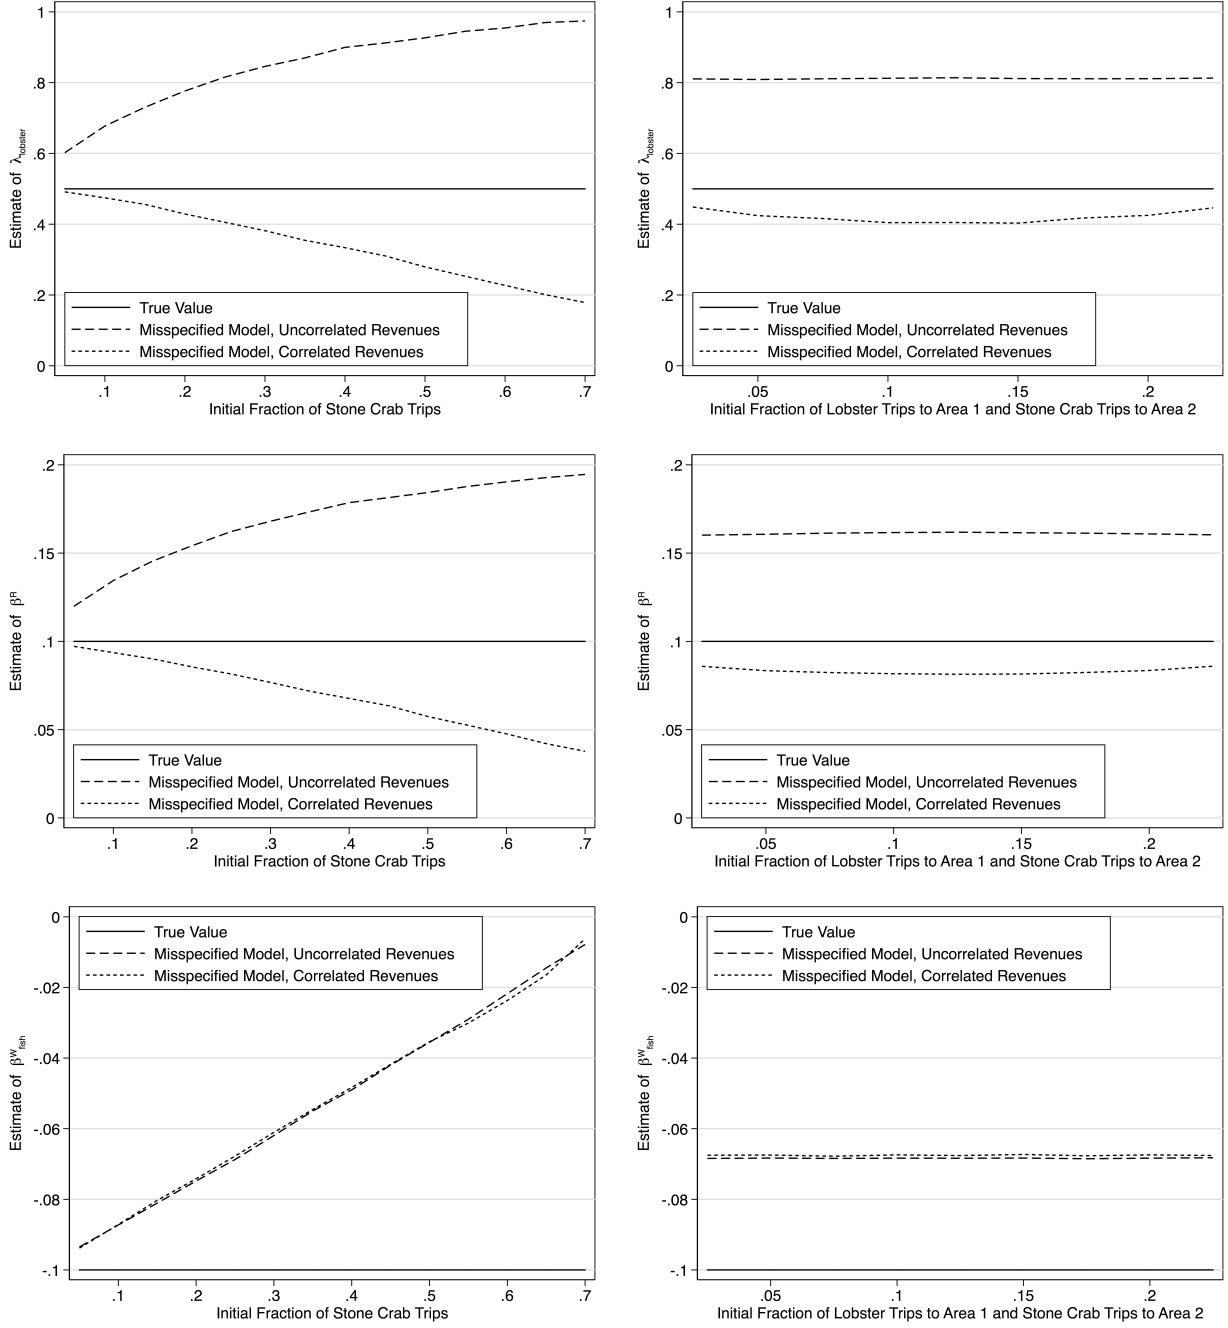 1
.8
.6
.4
.2
0
Estimate of λlobster
True Value
Misspecified Model, Uncorrelated Revenues
Misspecified Model, Correlated Revenues
.1 .2 .3 .4 .5 .6 .7
Initial Fraction of Stone Crab Trips
1
.8
.6
.4
.2
0
Estimate of λlobster
True Value
Misspecified Model, Uncorrelated Revenues
Misspecified Model, Correlated Revenues
.05 .1 .15 .2
Initial Fraction of Lobster Trips to Area 1 and Stone Crab Trips to Area 2
.2
.15
.1
.05
0
Estimate of βR
True Value
Misspecified Model, Uncorrelated Revenues
Misspecified Model, Correlated Revenues
.1 .2 .3 .4 .5 .6 .7
Initial Fraction of Stone Crab Trips
.2
.15
.1
.05
0
Estimate of βR
True Value
Misspecified Model, Uncorrelated Revenues
Misspecified Model, Correlated Revenues
.05 .1 .15 .2
Initial Fraction of Lobster Trips to Area 1 and Stone Crab Trips to Area 2
0
-.02
-.04
-.06
-.08
-.1
Estimate of βWfish
True Value
Misspecified Model, Uncorrelated Revenues
Misspecified Model, Correlated Revenues
.1 .2 .3 .4 .5 .6 .7
Initial Fraction of Stone Crab Trips
0
-.02
-.04
-.06
-.08
-.1
Estimate of βWfish
True Value
Misspecified Model, Uncorrelated Revenues
Misspecified Model, Correlated Revenues
.05 .1 .15 .2
Initial Fraction of Lobster Trips to Area 1 and Stone Crab Trips to Area 2